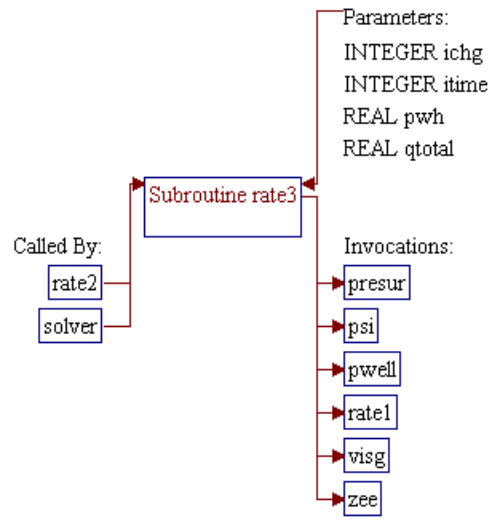 Parameters:
INTEGER ichg
INTEGER itime
REAL pwh
REAL qtotal
Subroutine rate3
Called By:
rate2
solver
Invocations:
presur
psi
pwell
rate1
visg
zee